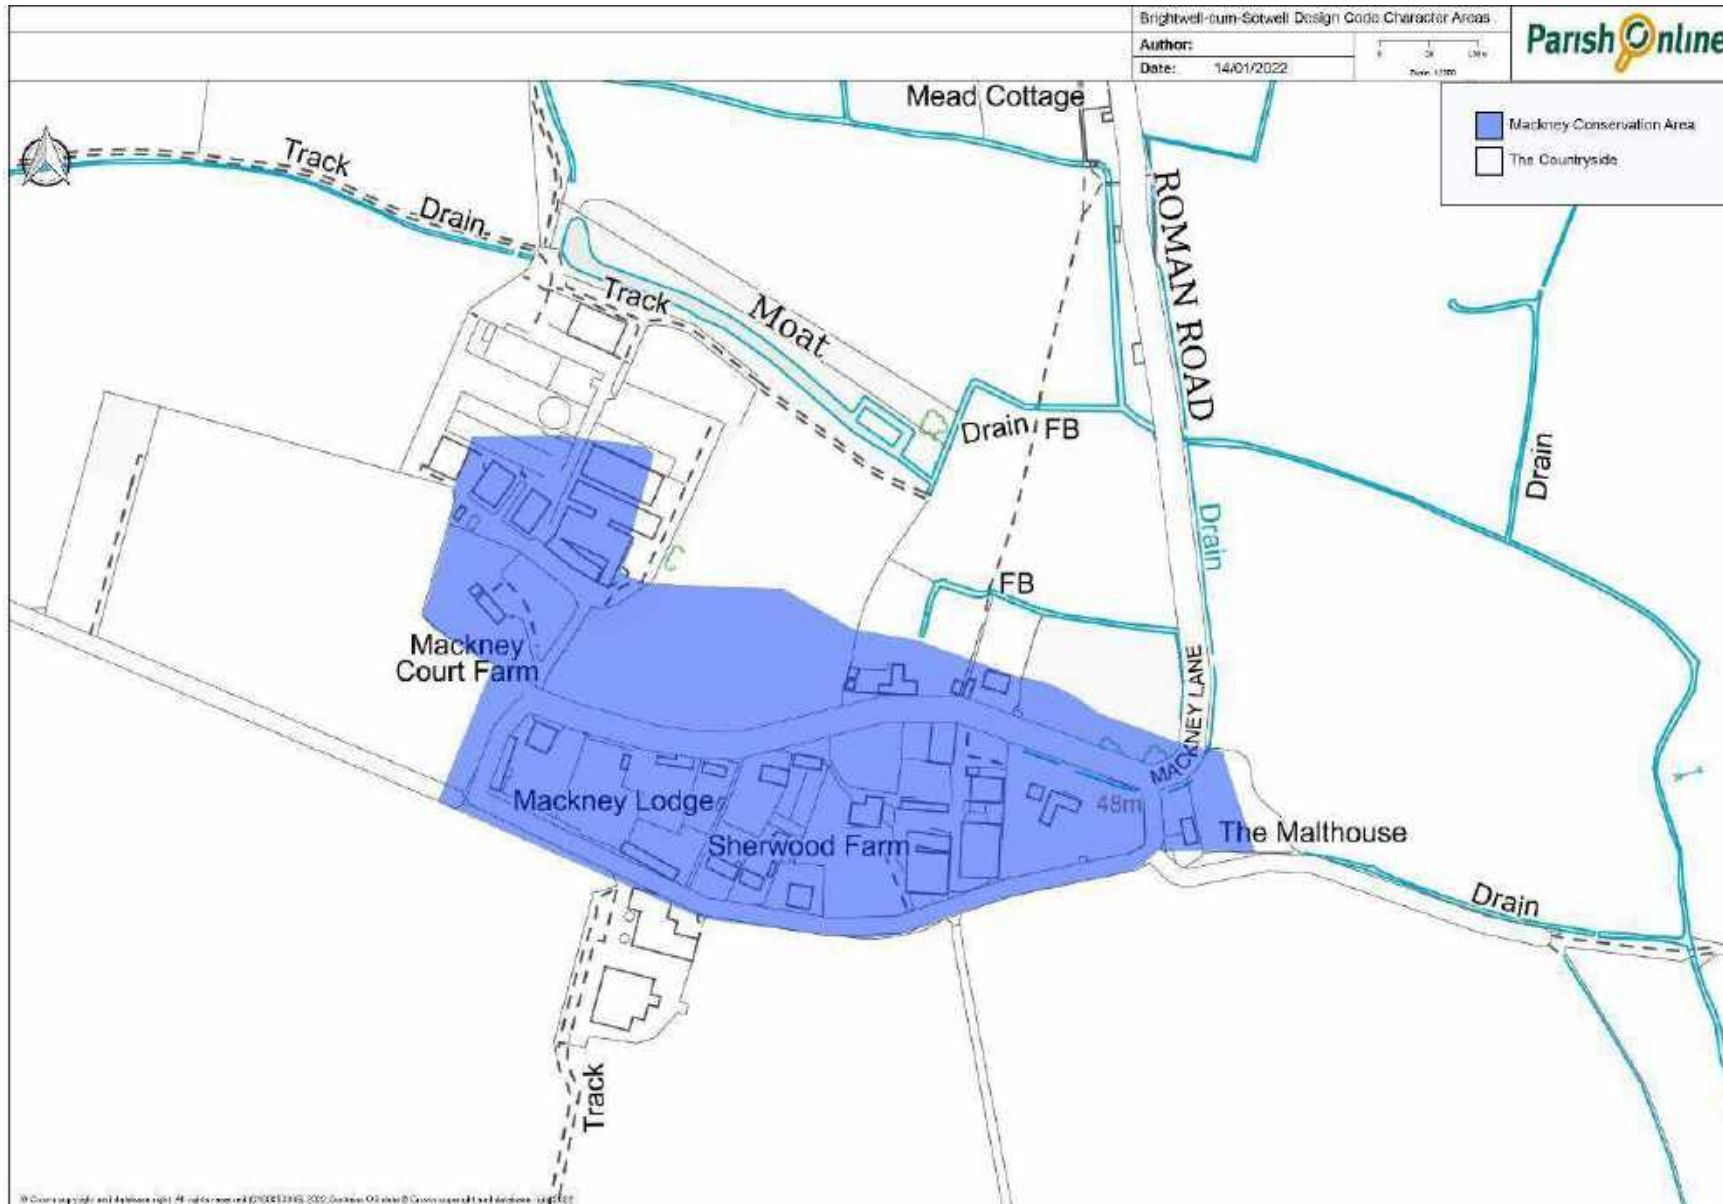 Brightwell-cum-Sotwell Design Code Character Areas
Author:
Date: 14/01/2022
Parish Online
Mackney Conservation Area
The Countryside
Mead Cottage
Track
Drain
ROMAN ROAD
Track
Moat
Drain
FB
Drain
Drain
FB
Mackney
Court Farm
MACKNEY LANE
MACKNEY LANE
Mackney Lodge
48m
Sherwood Farm
The Malthouse
Drain
Track